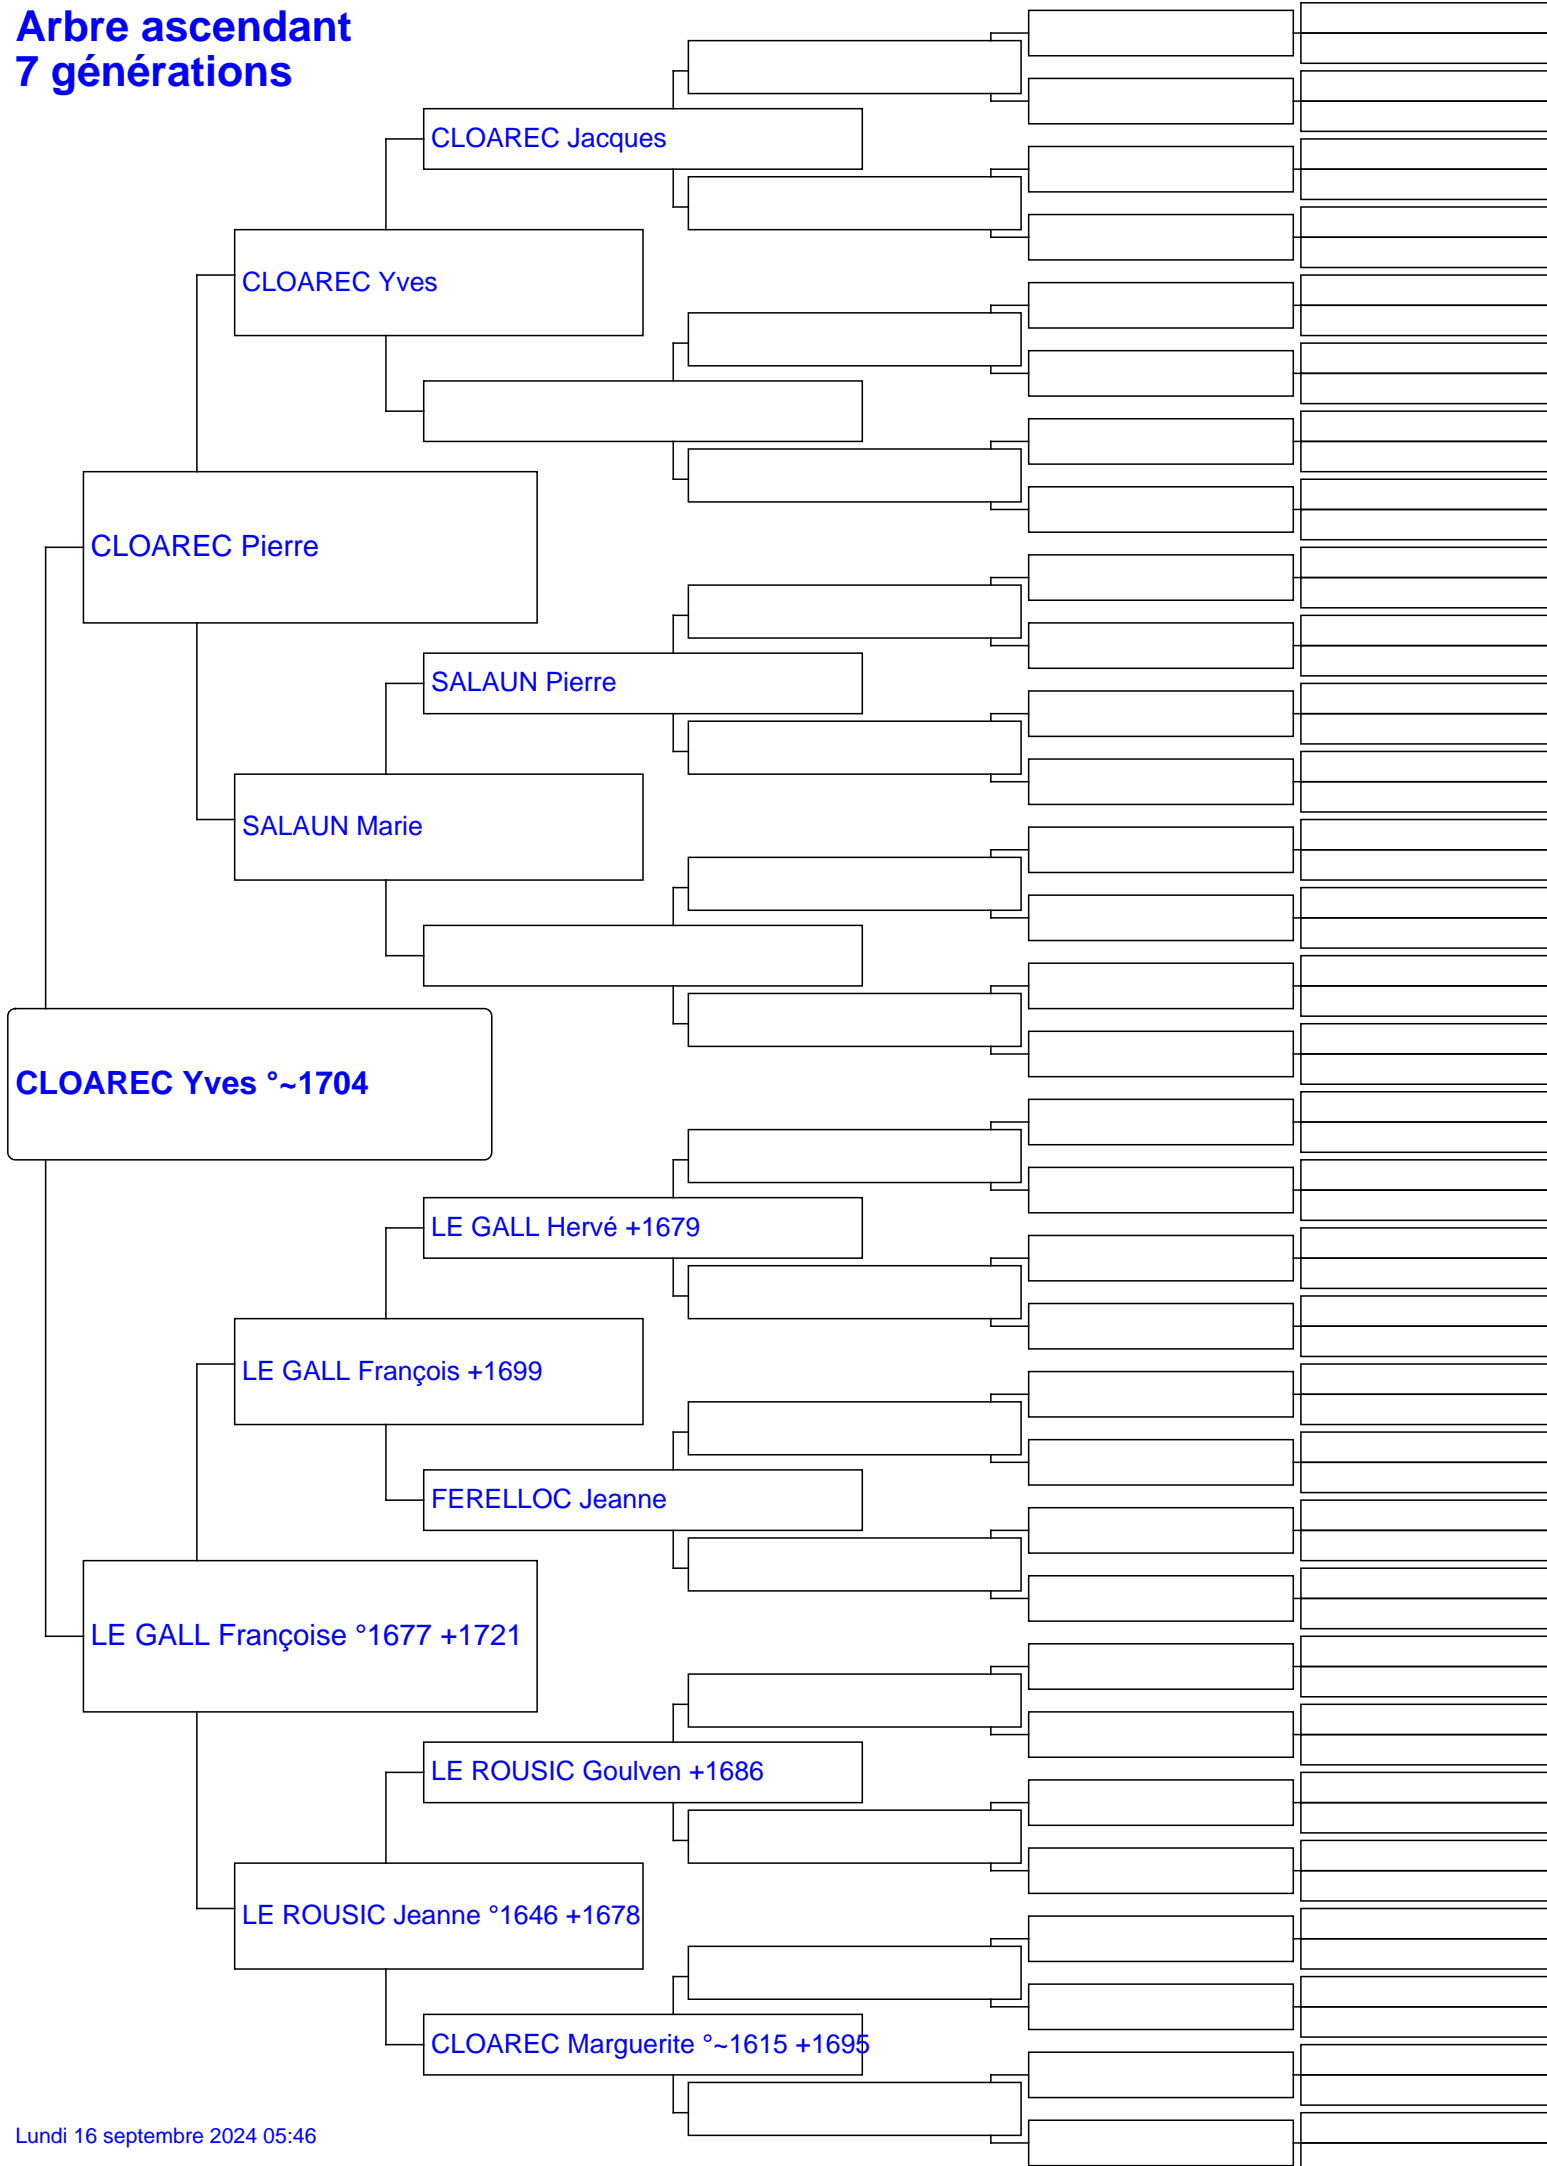 Arbre ascendant
7 générations
CLOAREC Jacques
CLOAREC Yves
CLOAREC Pierre
SALAUN Pierre
SALAUN Marie
CLOAREC Yves °~1704
LE GALL Hervé +1679
LE GALL François +1699
FERELLOC Jeanne
LE GALL Françoise °1677 +1721
LE ROUSIC Goulven +1686
LE ROUSIC Jeanne °1646 +1678
CLOAREC Marguerite °~1615 +1695
Lundi 16 septembre 2024 05:46